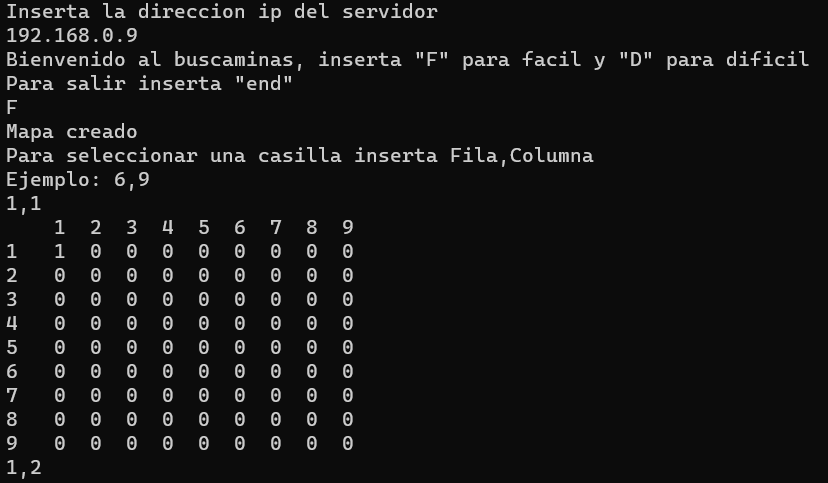 Inserta la direccion ip del servidor
192.168.0.9
Bienvenido al buscaminas, inserta "F" para facil y "D" para dificil
Para salir inserta "end"
F
Mapa creado
Para seleccionar una casilla inserta Fila,Columna
Ejemplo: 6,9
1,1
    1  2  3  4  5  6  7  8  9
1   1  0  0  0  0  0  0  0  0
2   0  0  0  0  0  0  0  0  0
3   0  0  0  0  0  0  0  0  0
4   0  0  0  0  0  0  0  0  0
5   0  0  0  0  0  0  0  0  0
6   0  0  0  0  0  0  0  0  0
7   0  0  0  0  0  0  0  0  0
8   0  0  0  0  0  0  0  0  0
9   0  0  0  0  0  0  0  0  0
1,2